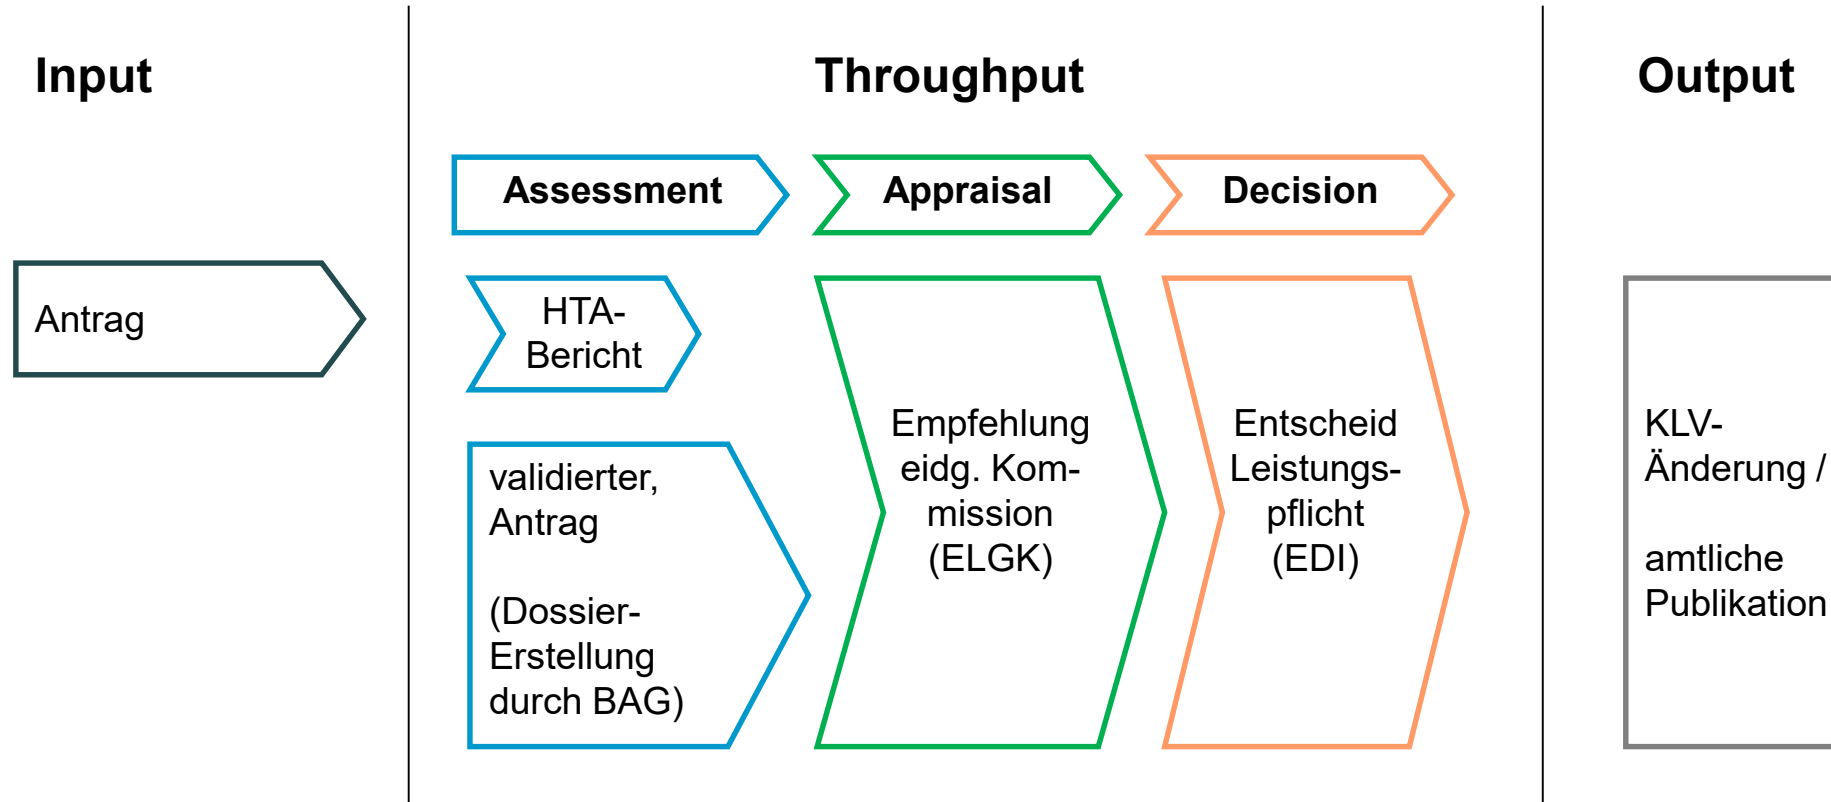 Input
Throughput
Output
Assessment
Appraisal
Decision
Antrag
HTA-
Bericht
validierter,
Antrag
(Dossier-
Erstellung
durch BAG)
Empfehlung
eidg. Kom-
mission
(ELGK)
Entscheid
Leistungs-
pflicht
(EDI)
KLV-
Änderung /
amtliche
Publikation